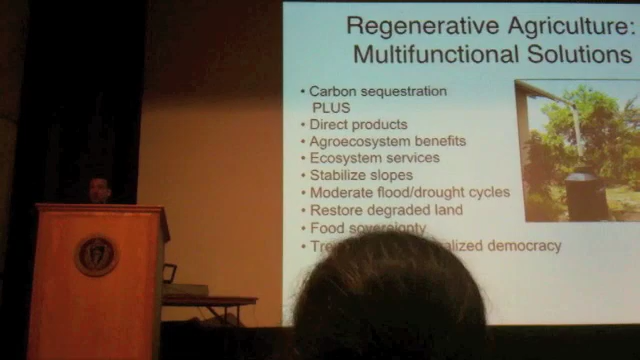 Regenerative Agriculture:
Multifunctional Solutions
• Carbon sequestration
PLUS
• Direct products
• Agroecosystem benefits
• Ecosystem services
• Stabilize slopes
• Moderate flood/drought cycles
• Restore degraded land
• Food sovereignty
• democracy